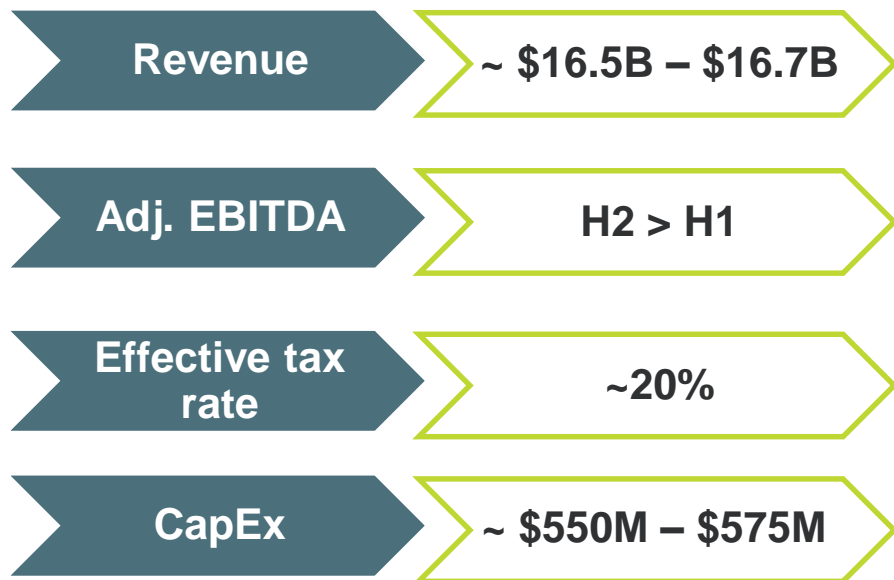 Revenue
~ $16.5B – $16.7B
Adj. EBITDA
H2 > H1
Effective tax
rate
~20%
CapEx
~ $550M – $575M